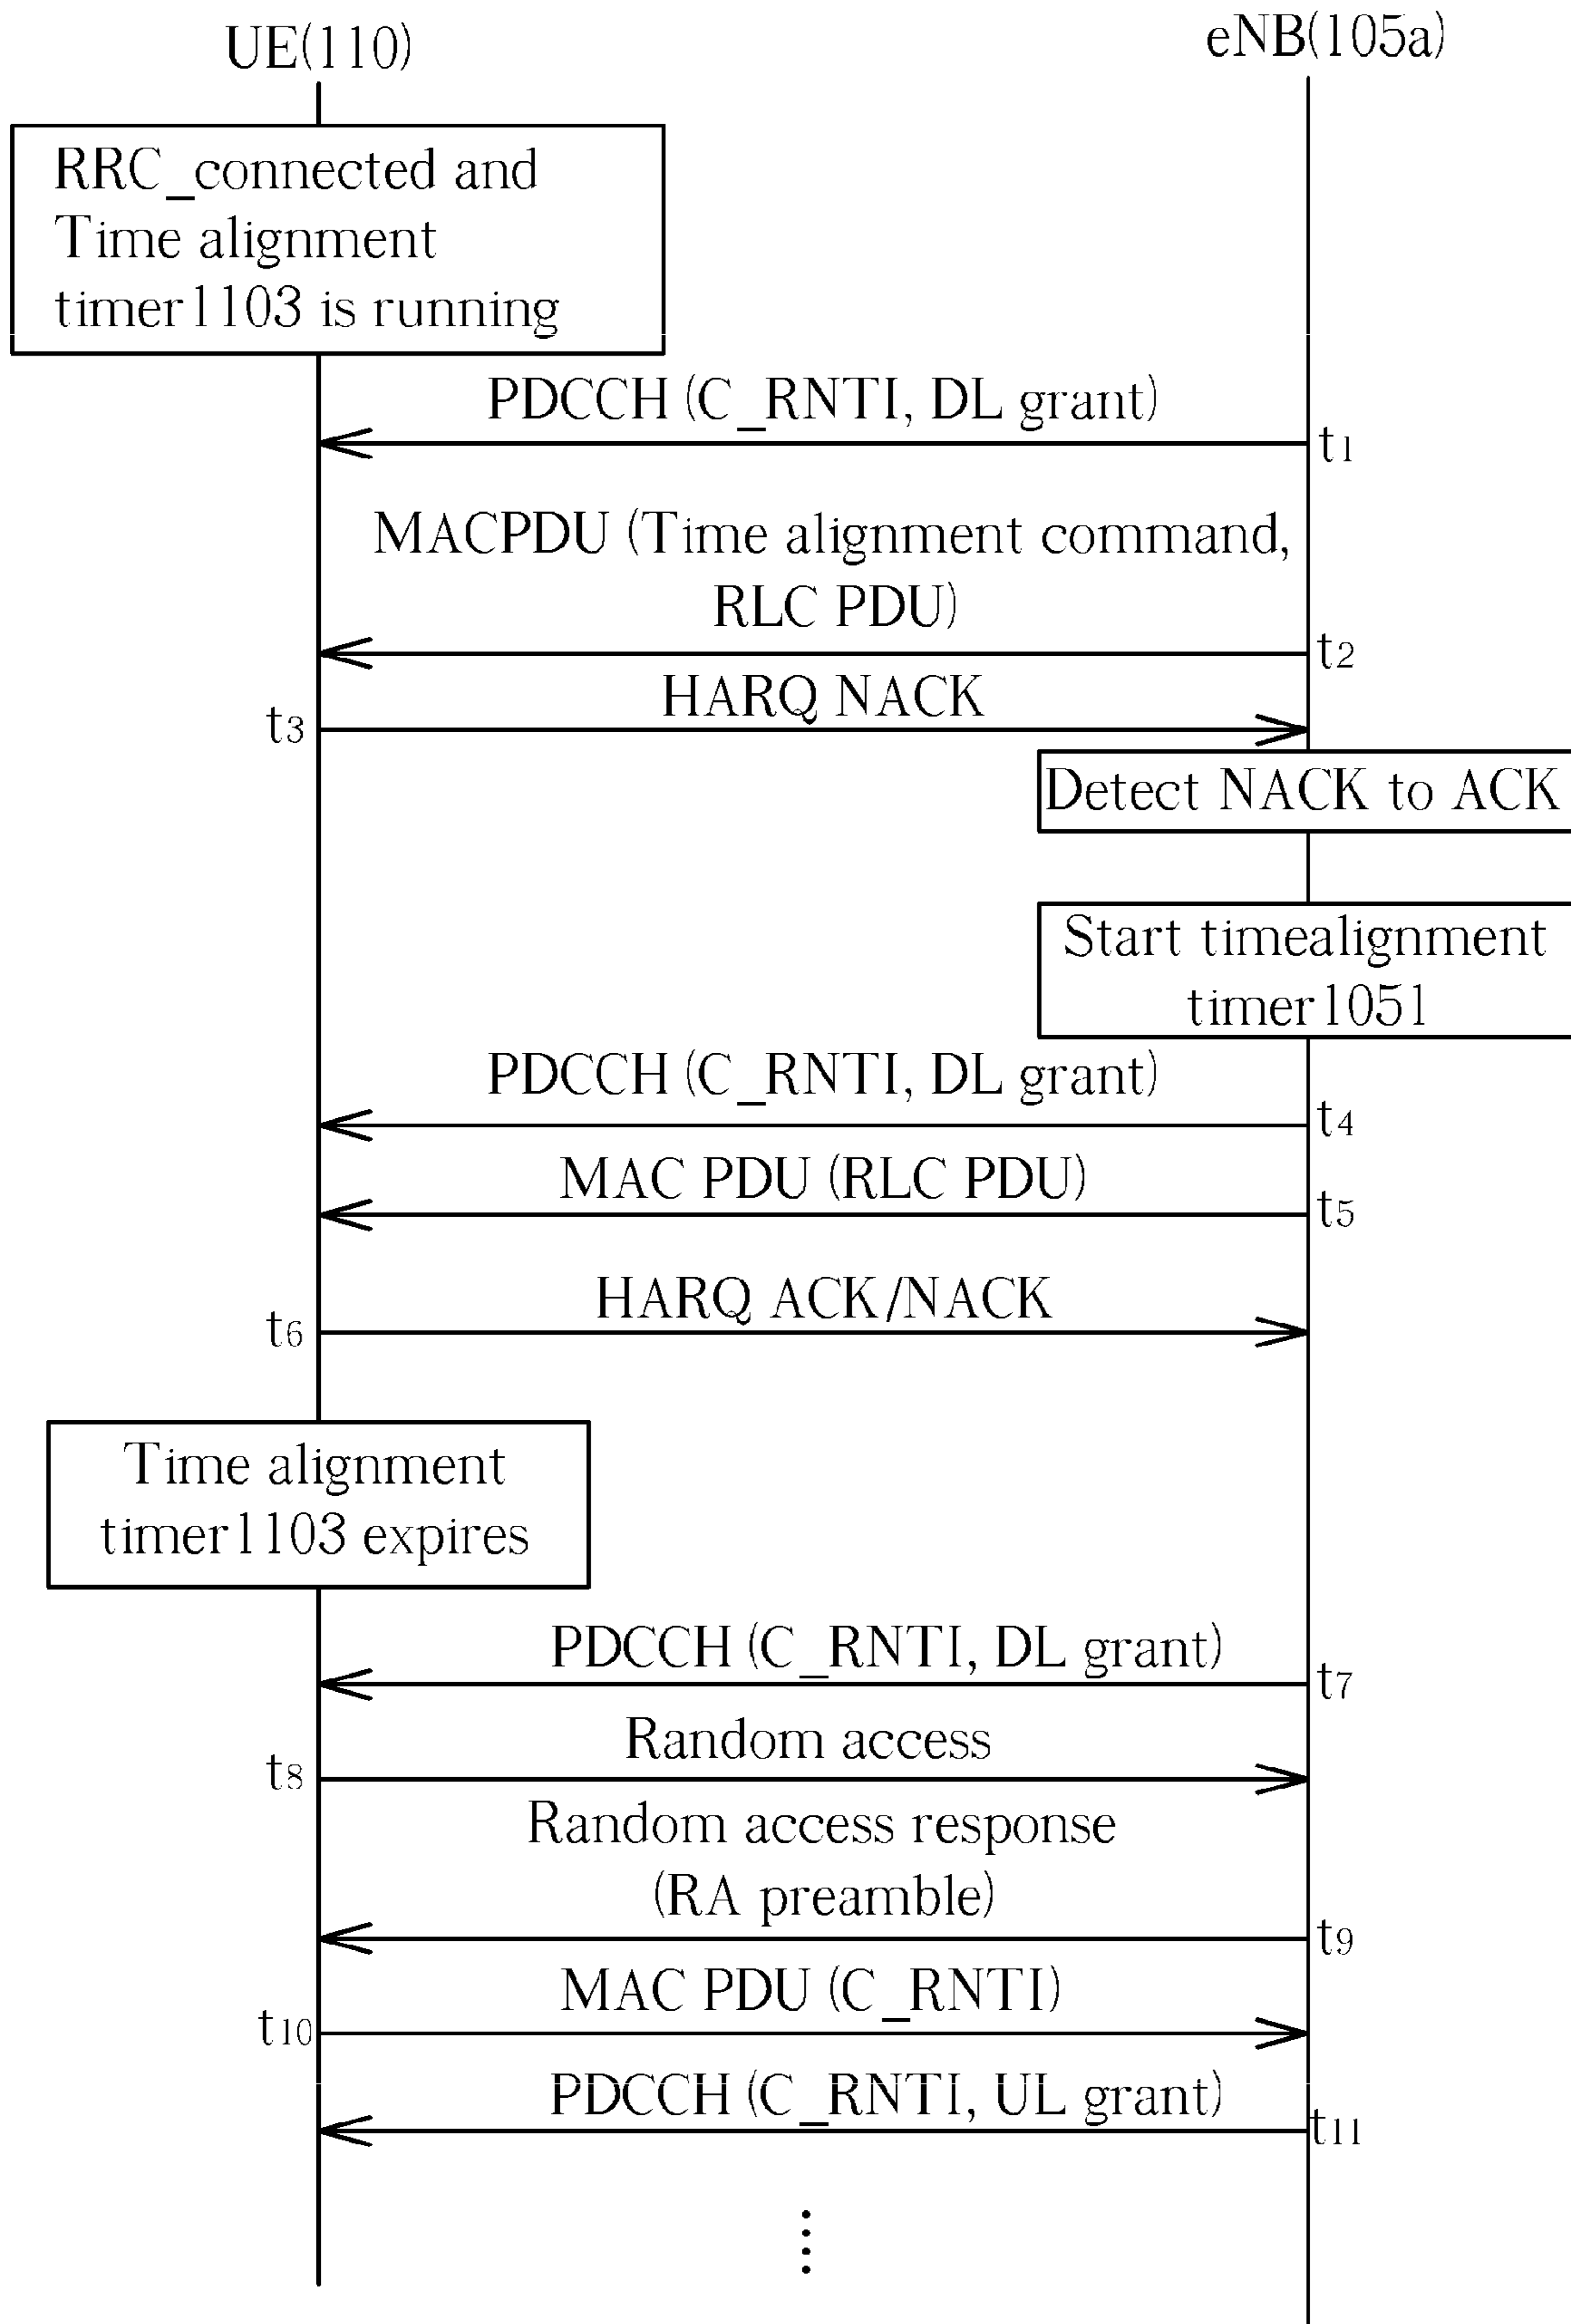 UE(110)
eNB(105a)
RRC_connected and
Time alignment
timer1103 is running
PDCCH (C_RNTI, DL grant)
t1
MACPDU (Time alignment command,
RLC PDU)
t2
HARQ NACK
t3
Detect NACK to ACK
Start timealignment
timer1051
PDCCH (C_RNTI, DL grant)
t4
MAC PDU (RLC PDU)
t5
HARQ ACK/NACK
t6
Time alignment
timer1103 expires
PDCCH (C_RNTI, DL grant)
t7
Random access
t8
Random access response
(RA preamble)
t9
MAC PDU (C_RNTI)
t10
PDCCH (C_RNTI, UL grant)
t11